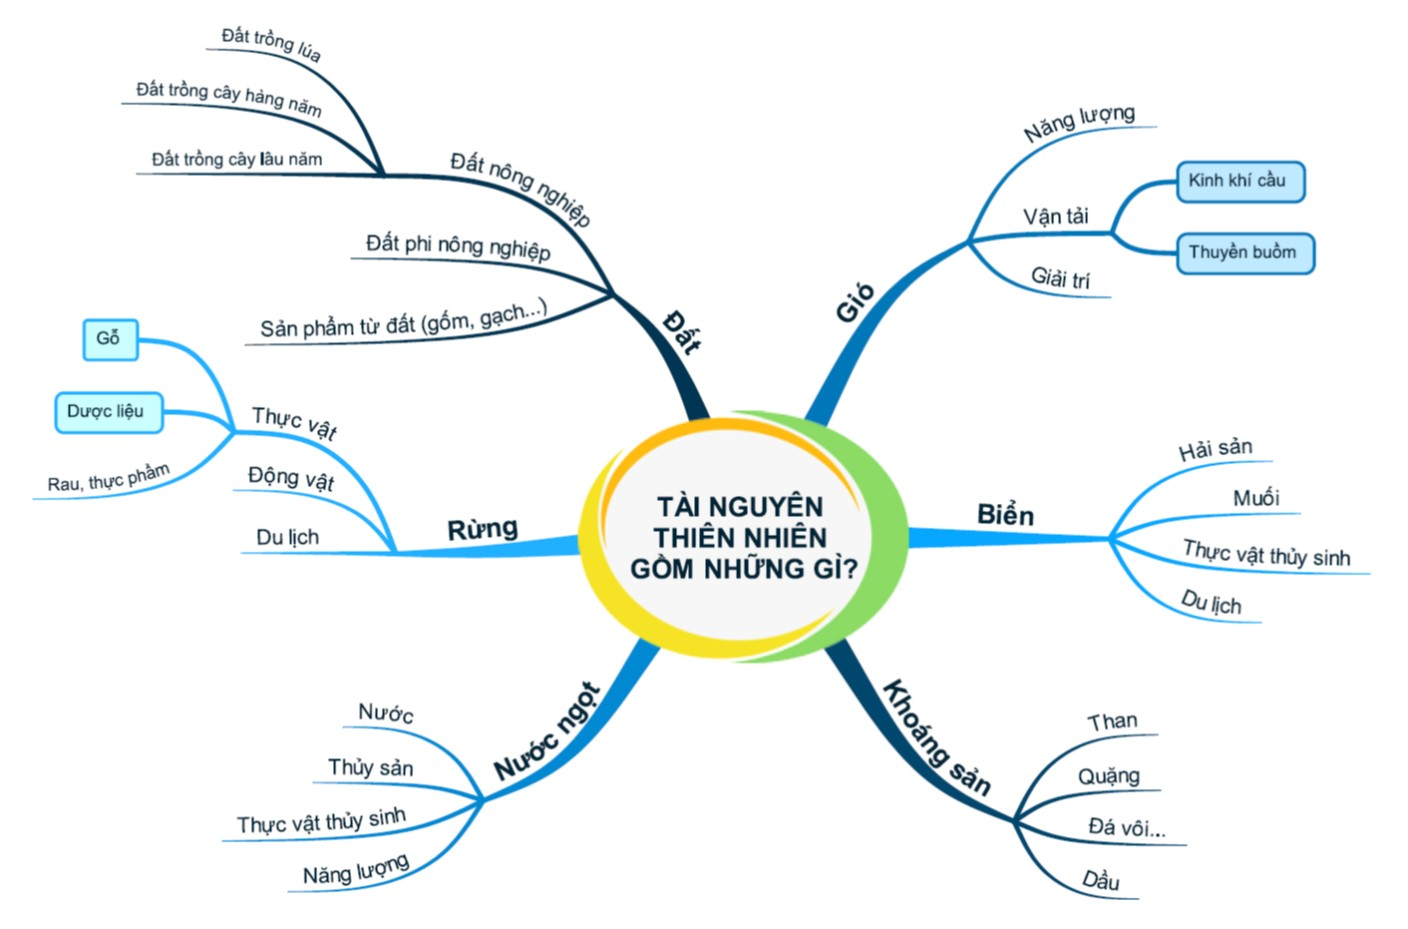 TÀI NGUYÊN
THIÊN NHIÊN
GỒM NHỮNG GÌ?
Đất
Đất nông nghiệp
Đất trồng lúa
Đất trồng cây hàng năm
Đất trồng cây lâu năm
Đất phi nông nghiệp
Sản phẩm từ đất (gốm, gạch...)
Gió
Năng lượng
Vận tải
Kinh khí cầu
Thuyền buồm
Giải trí
Rừng
Thực vật
Gỗ
Dược liệu
Rau, thực phẩm
Động vật
Du lịch
Biển
Hải sản
Muối
Thực vật thủy sinh
Du lịch
Nước ngọt
Nước
Thủy sản
Thực vật thủy sinh
Năng lượng
Khoáng sản
Than
Quặng
Đá vôi...
Dầu